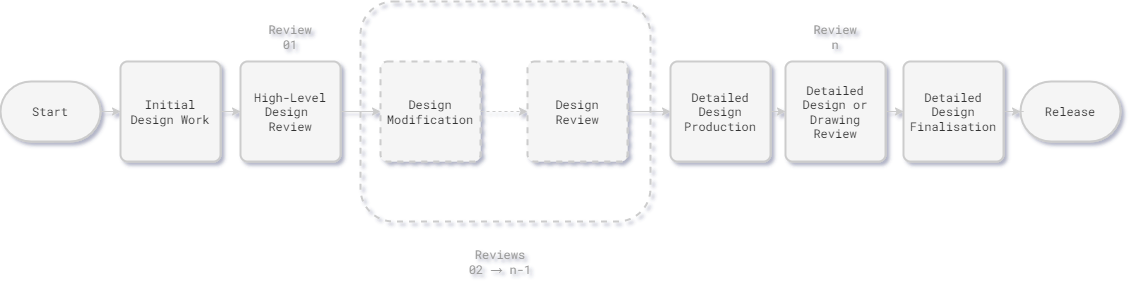 Review
01
Review
n
Start
Initial
Design Work
High-Level
Design
Review
Design
Modification
Design
Review
Detailed
Design
Production
Detailed
Design or
Drawing
Review
Detailed
Design
Finalisation
Release
Reviews
02 → n-1